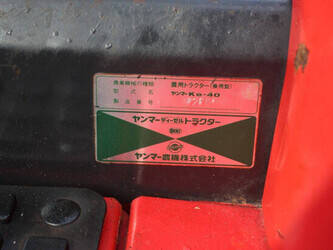 農業機械の種類 農用トラクター(乗用型)
型式名 ヤンマーKe-40
製造番号
ヤンマーディーゼルトラクター
ヤンマー農機株式会社